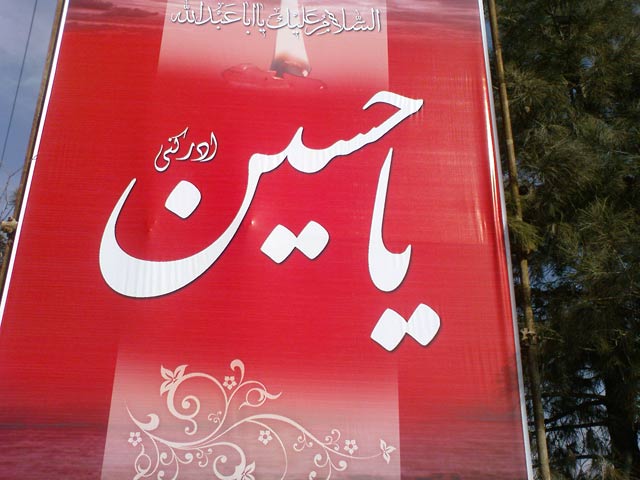 السلام علیک یا اباعبدالله
یا حسین
ادرکنی